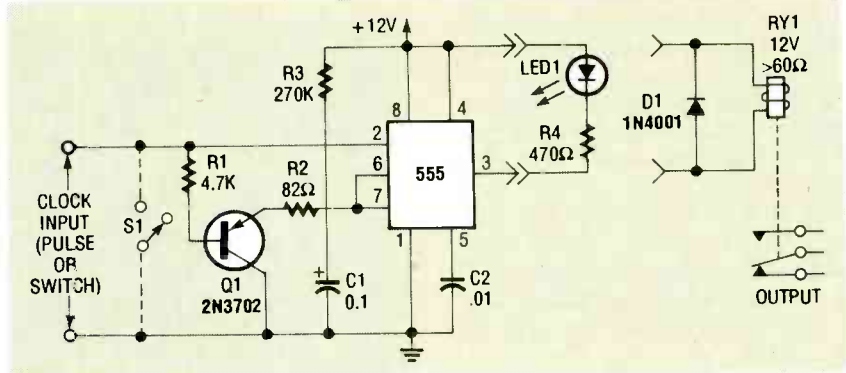 +12V
R3
270K
LED1
RY1
12V
>60Ω
D1
1N4001
R4
470Ω
8
4
2
6
7
555
3
1
5
R1
4.7K
R2
82Ω
CLOCK
INPUT
(PULSE
OR
SWITCH)
S1
Q1
2N3702
+
C1
0.1
C2
.01
OUTPUT